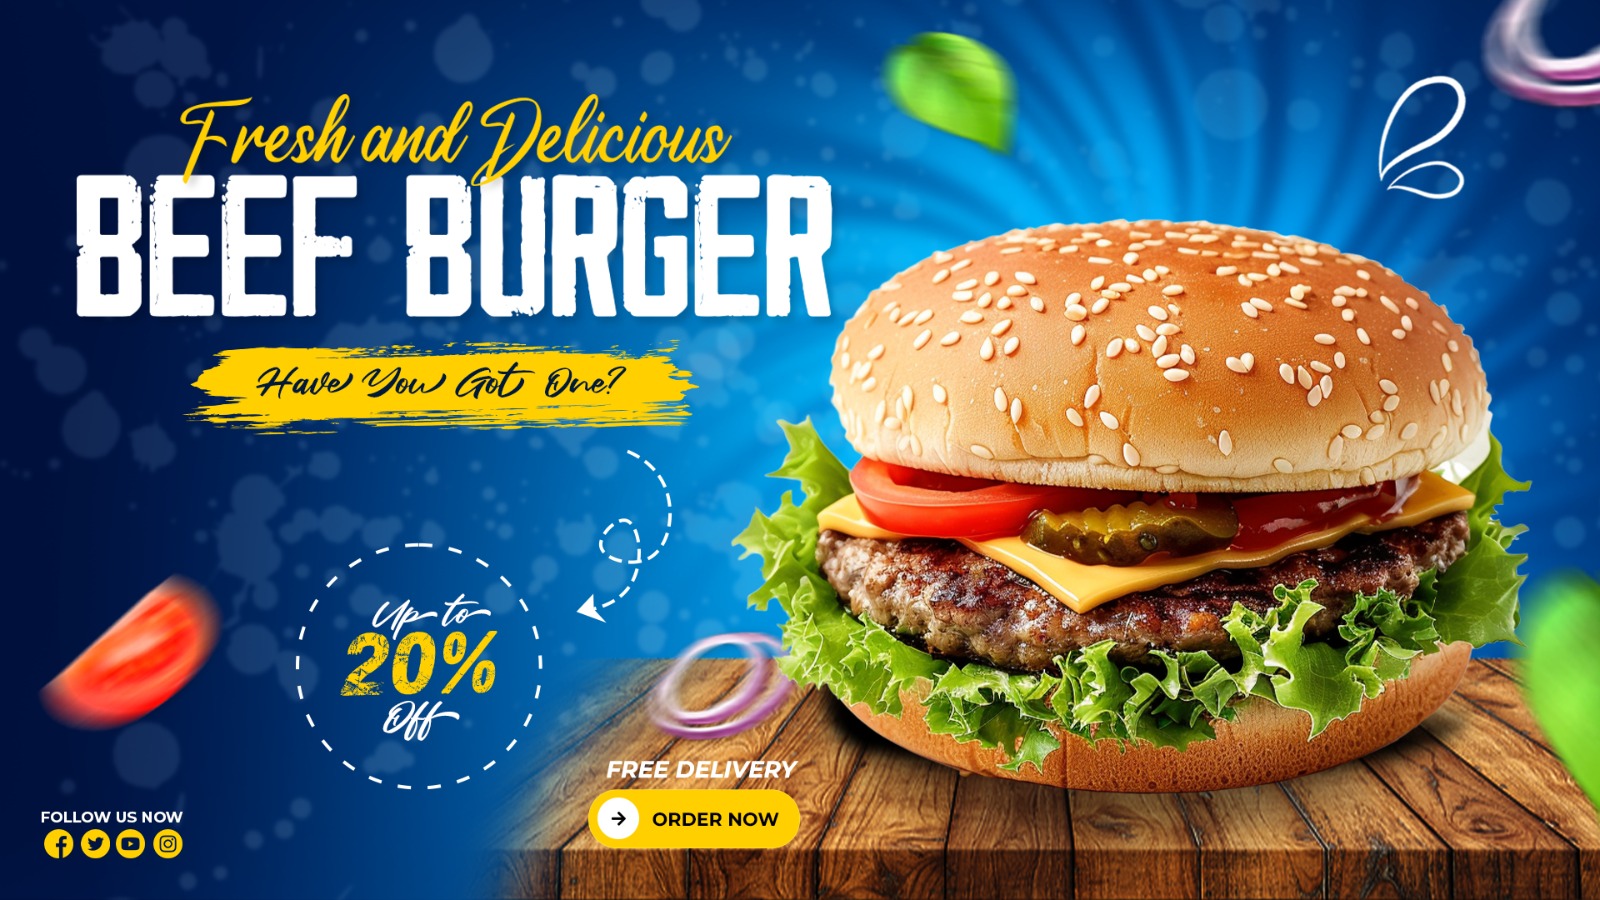 Fresh and Delicious
BEEF BURGER
Have You Got One?
Up to
20%
Off
FREE DELIVERY
ORDER NOW
FOLLOW US NOW